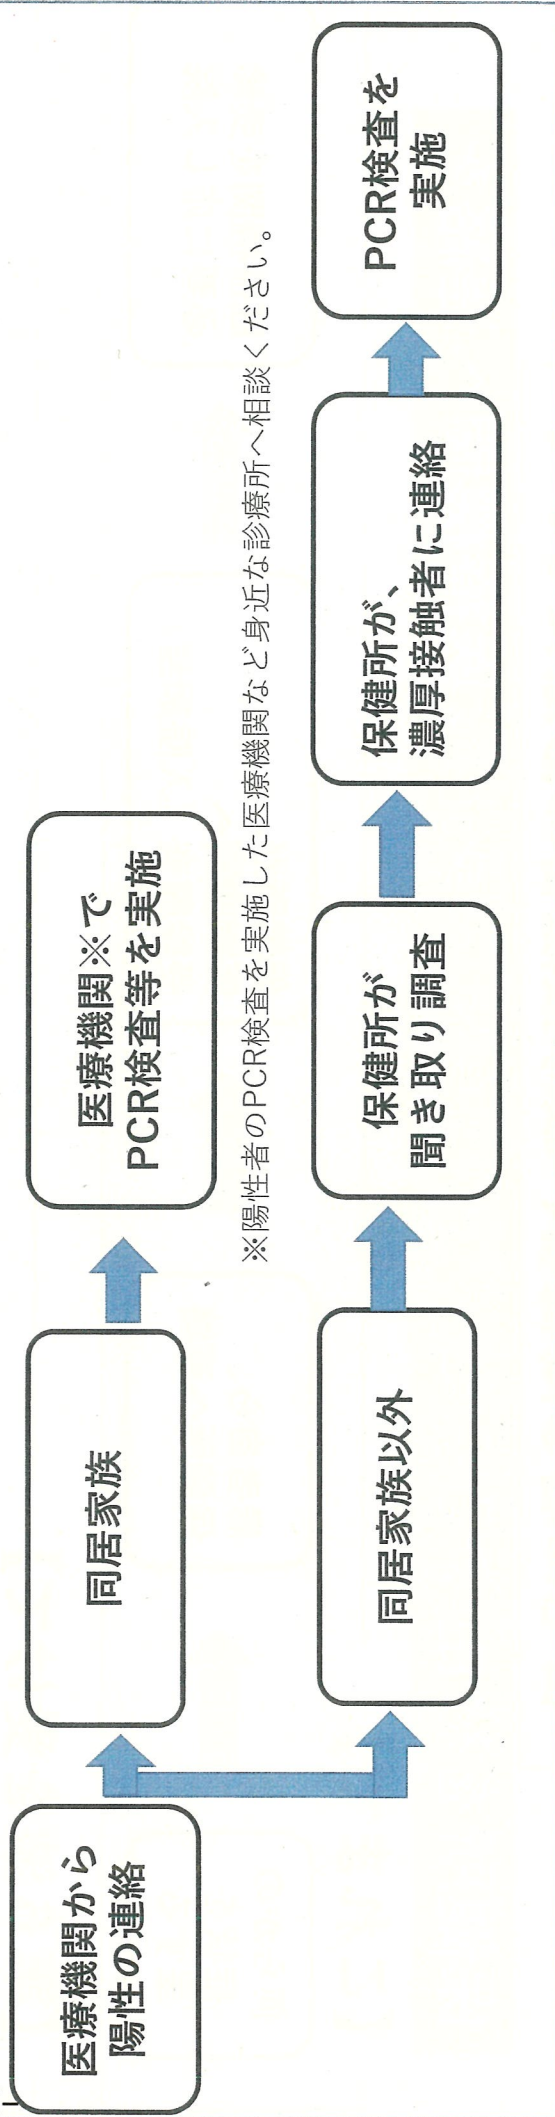 医療機関から
陽性の連絡
同居家族
医療機関※で
PCR検査等を実施
※陽性者のPCR検査を実施した医療機関など身近な診療所へ相談ください。
同居家族以外
保健所が
聞き取り調査
保健所が、
濃厚接触者に連絡
PCR検査を
実施